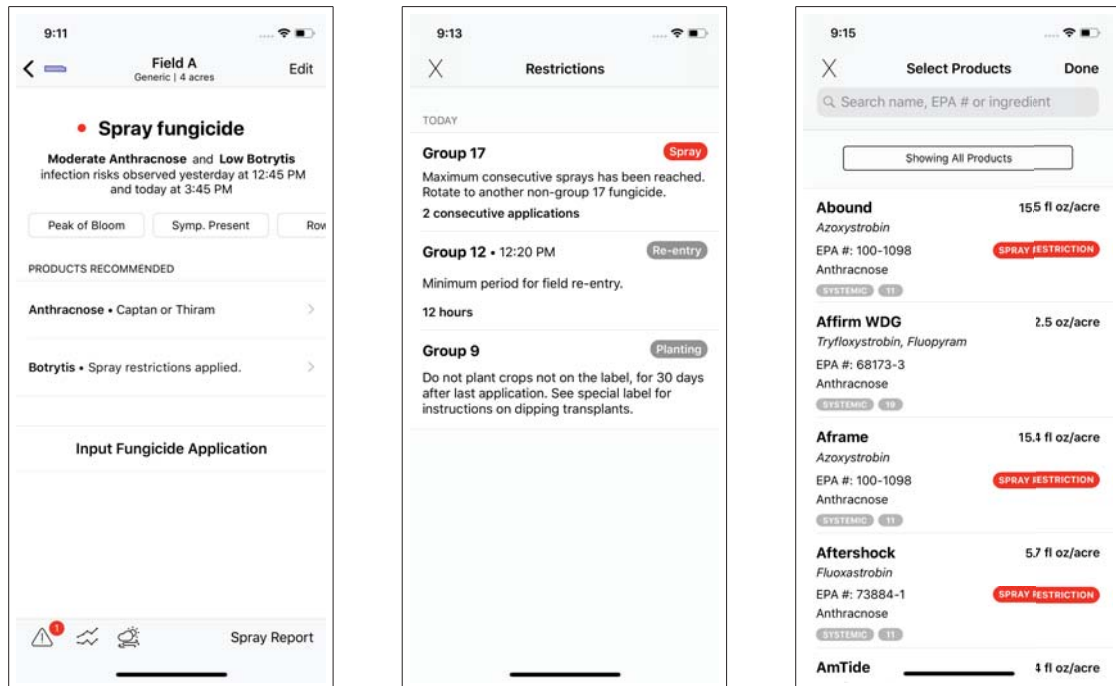 9:11
Field A
Generic | 4 acres
Edit
Spray fungicide
Moderate Anthracnose and Low Botrytis
infection risks observed yesterday at 12:45 PM
and today at 3:45 PM
Peak of Bloom
Symp. Present
Row
PRODUCTS RECOMMENDED
Anthracnose • Captan or Thiram
Botrytis • Spray restrictions applied.
Input Fungicide Application
1
Spray Report
9:13
Restrictions
TODAY
Group 17
Spray
Maximum consecutive sprays has been reached.
Rotate to another non-group 17 fungicide.
2 consecutive applications
Group 12 • 12:20 PM
Re-entry
Minimum period for field re-entry.
12 hours
Group 9
Planting
Do not plant crops not on the label, for 30 days
after last application. See special label for
instructions on dipping transplants.
9:15
Select Products
Done
Search name, EPA # or ingredient
Showing All Products
Abound
15.5 fl oz/acre
Azoxystrobin
EPA #: 100-1098
SPRAY RESTRICTION
Anthracnose
SYSTEMIC 11
Affirm WDG
2.5 oz/acre
Tryfloxystrobin, Fluopyram
EPA #: 68173-3
Anthracnose
SYSTEMIC 19
Aframe
15.4 fl oz/acre
Azoxystrobin
EPA #: 100-1098
SPRAY RESTRICTION
Anthracnose
SYSTEMIC 11
Aftershock
5.7 fl oz/acre
Fluoxastrobin
EPA #: 73884-1
SPRAY RESTRICTION
Anthracnose
SYSTEMIC 11
AmTide
4 fl oz/acre